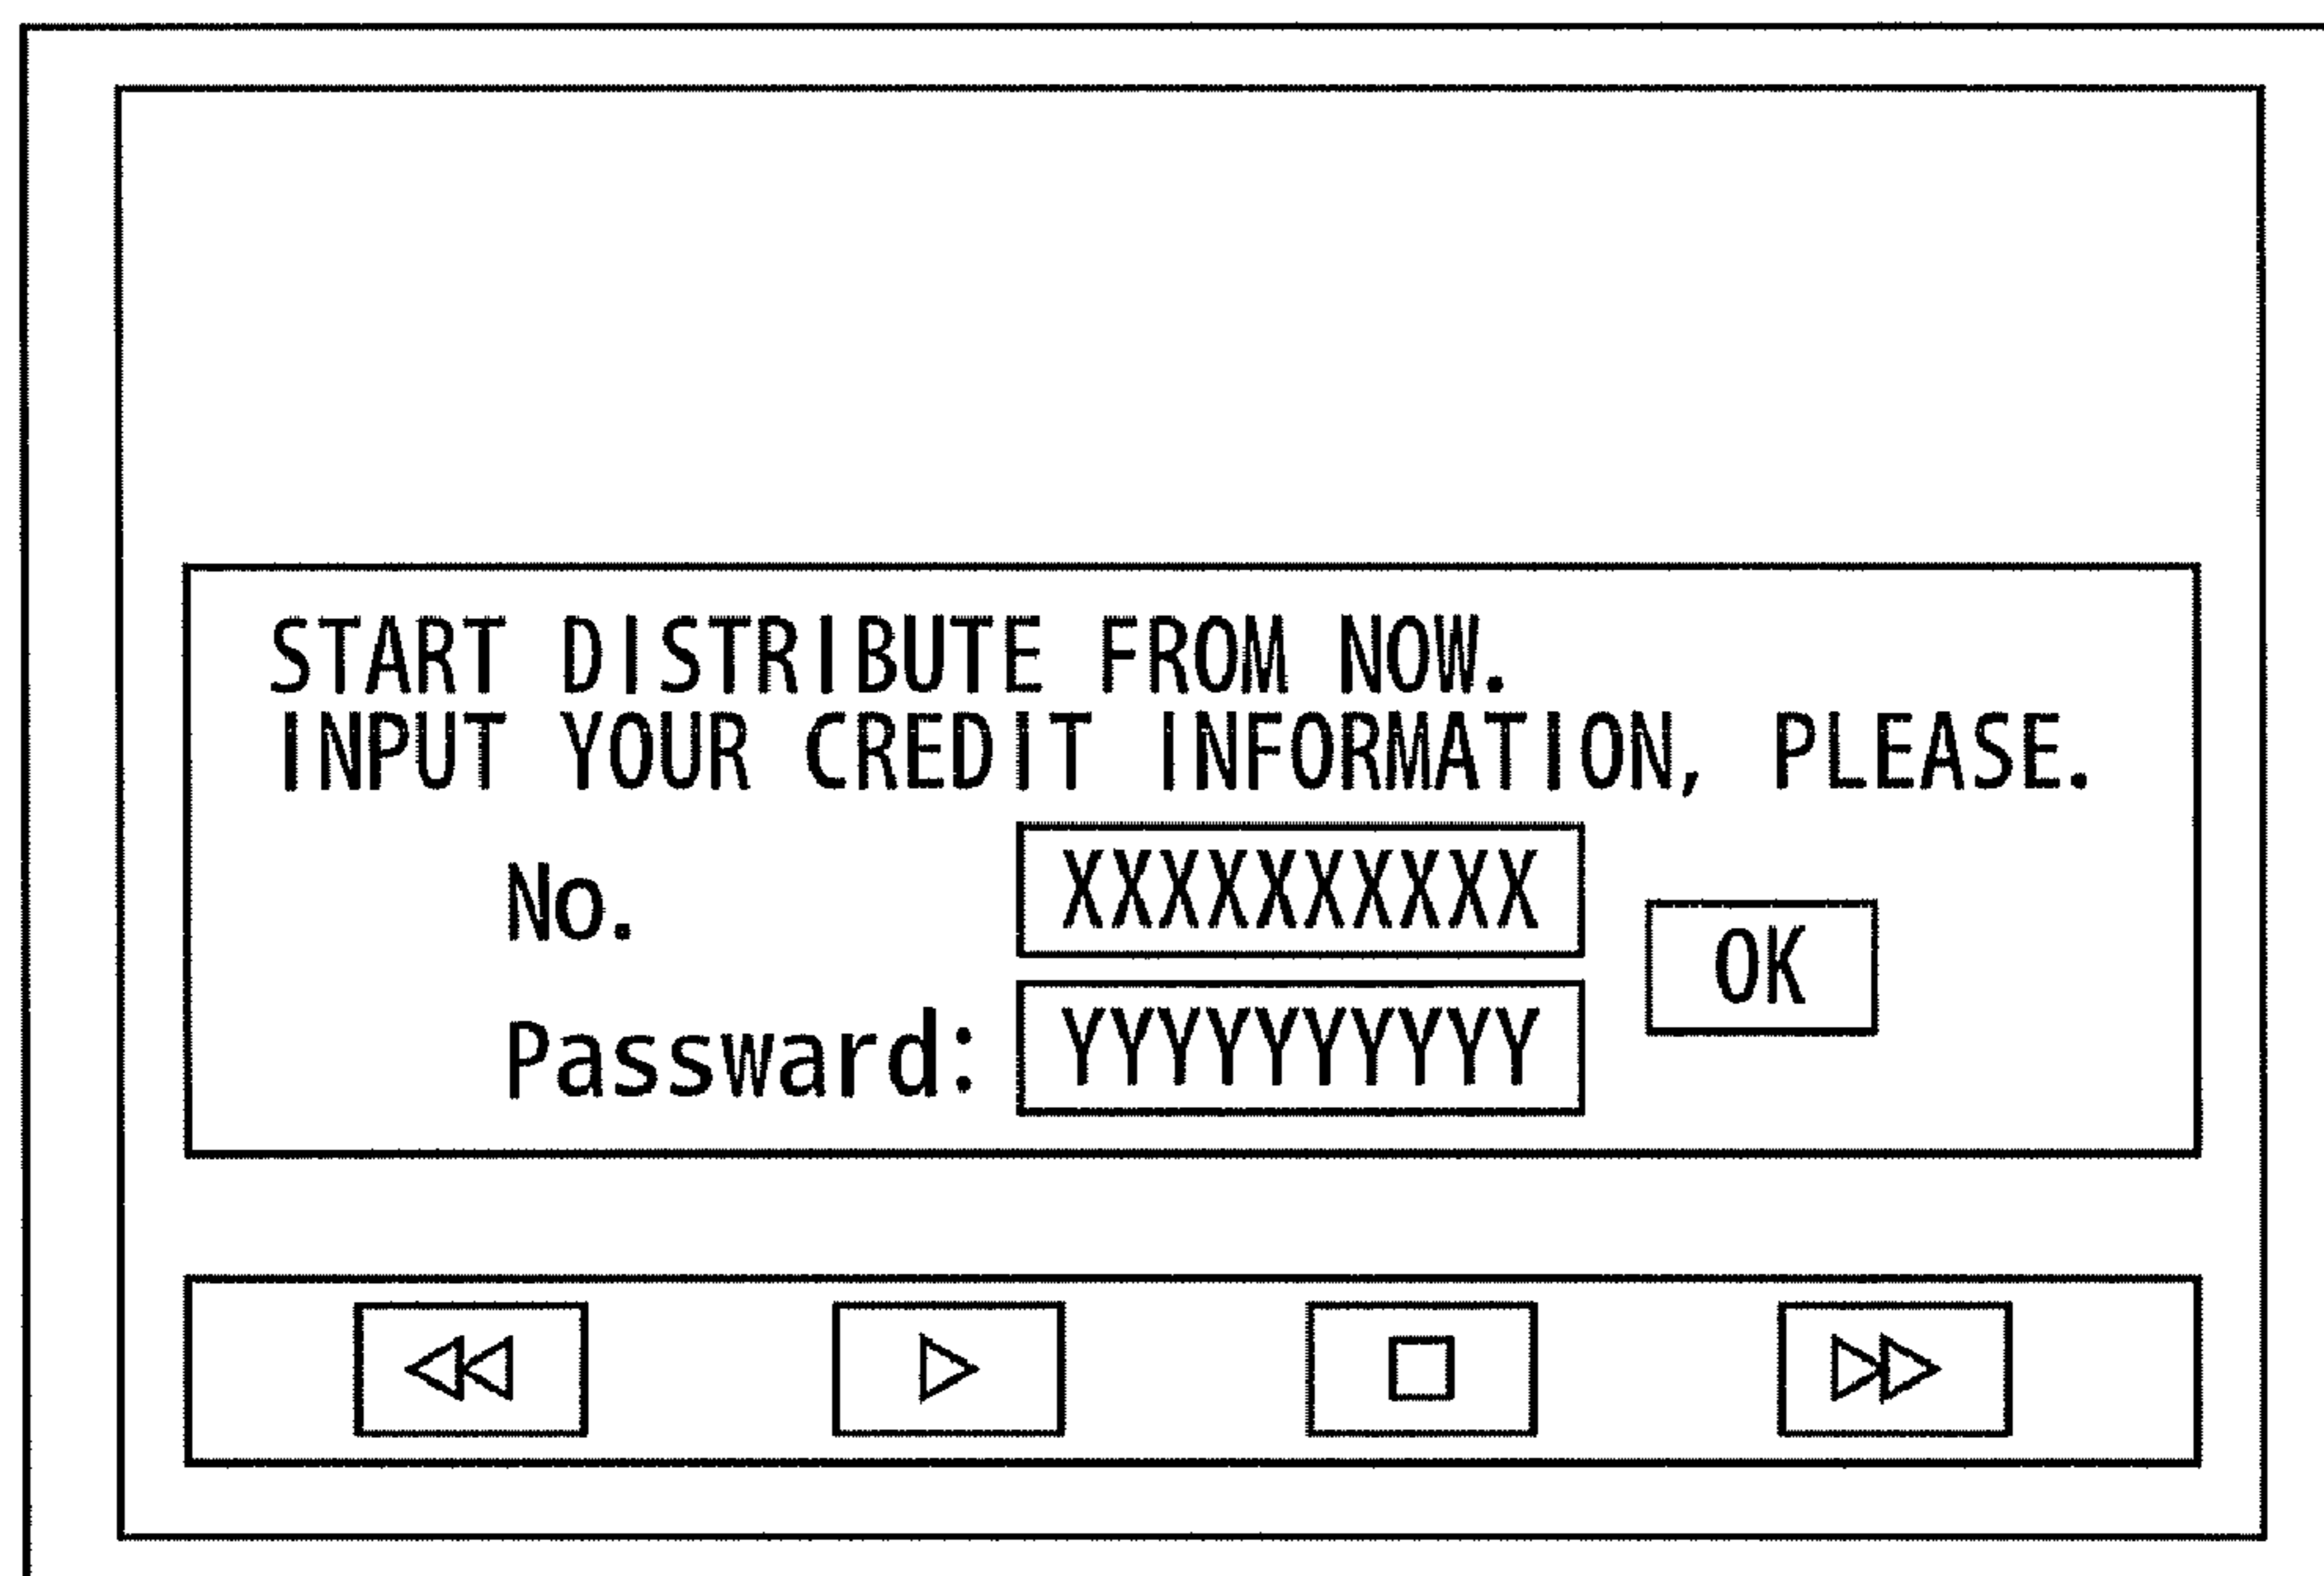 START DISTRIBUTE FROM NOW.
INPUT YOUR CREDIT INFORMATION, PLEASE.
No. XXXXXXXXXX
OK
Passward: YYYYYYYYYY